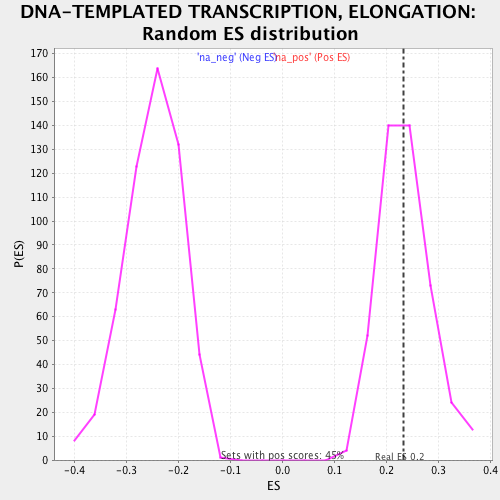 DNA-TEMPLATED TRANSCRIPTION, ELONGATION:
Random ES distribution
'na_neg' (Neg ES)
'na_pos' (Pos ES)
170
160
150
140
130
120
110
100
90
80
70
60
50
40
30
20
10
0
P(ES)
Sets with pos scores: 45%
Real ES 0.2
-0.4 -0.3 -0.2 -0.1 0.0 0.1 0.2 0.3 0.4
ES